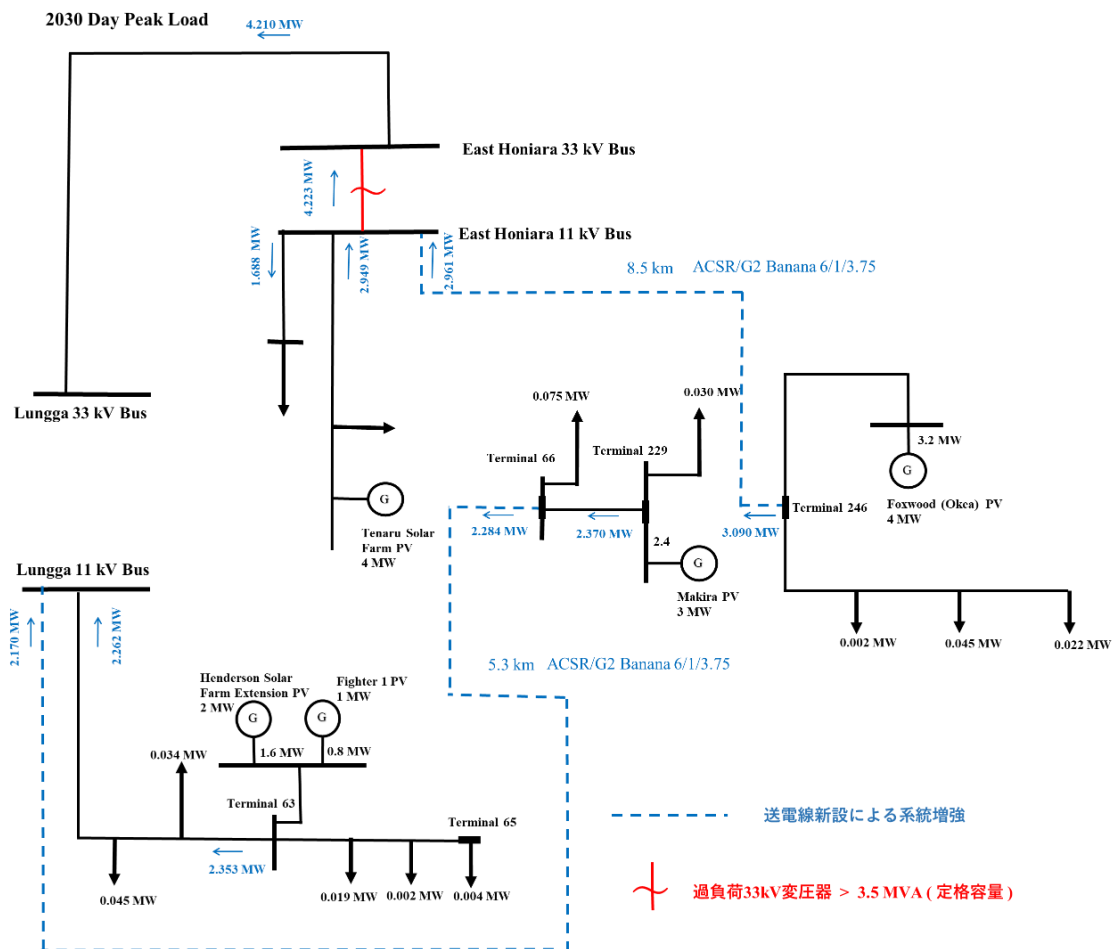 2030 Day Peak Load
4.210 MW
East Honiara 33 kV Bus
4.223 MW
East Honiara 11 kV Bus
1.688 MW
2.949 MW
2.961 MW
8.5 km ACSR/G2 Banana 6/1/3.75
Lungga 33 kV Bus
0.075 MW
0.030 MW
3.2 MW
G
Foxwood (Okea) PV
4 MW
Terminal 66
Terminal 229
Terminal 246
2.284 MW
2.370 MW
3.090 MW
G
Tenaru Solar
Farm PV
4 MW
2.4
G
Makira PV
3 MW
Lungga 11 kV Bus
0.002 MW
0.045 MW
0.022 MW
2.170 MW
2.262 MW
5.3 km ACSR/G2 Banana 6/1/3.75
Henderson Solar
Farm Extension PV
2 MW
Fighter 1 PV
1 MW
G
G
1.6 MW
0.8 MW
0.034 MW
Terminal 63
Terminal 65
2.353 MW
0.045 MW
0.019 MW
0.002 MW
0.004 MW
送電線新設による系統増強
過負荷33kV変圧器 > 3.5 MVA ( 定格容量 )